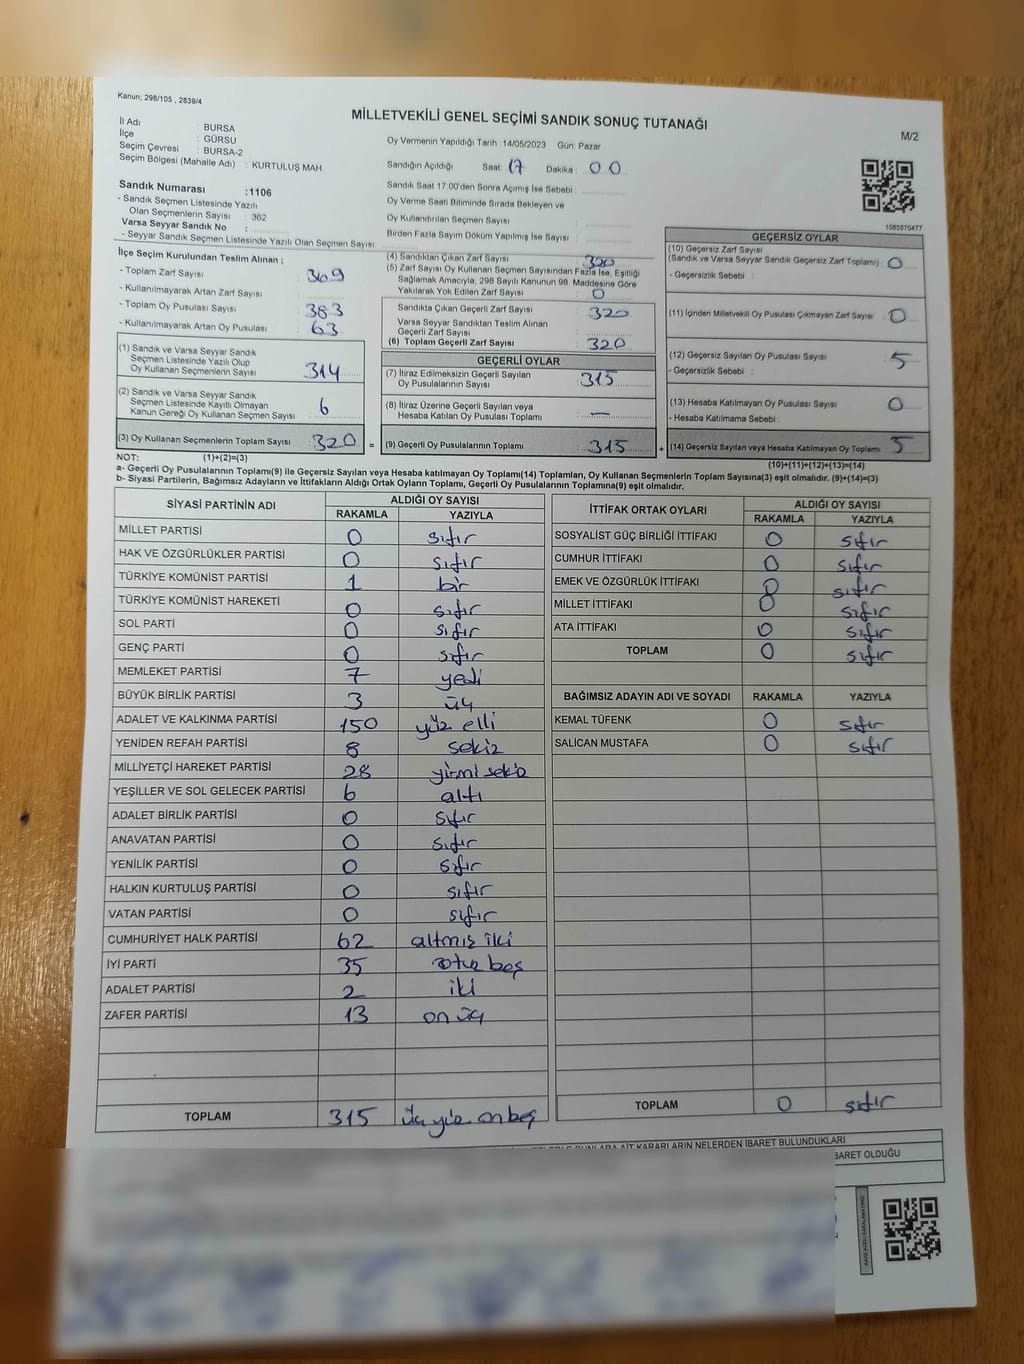 Kanun; 298/105 , 2839/4
MİLLETVEKİLİ GENEL SEÇİMİ SANDIK SONUÇ TUTANAĞI
M/2
İl Adı : BURSA
İlçe : GÜRSU
Seçim Çevresi : BURSA-2
Seçim Bölgesi (Mahalle Adı) : KURTULUŞ MAH
Oy Vermenin Yapıldığı Tarih : 14/05/2023 Gün: Pazar
Sandığın Açıldığı Saat : 17 Dakika : 00
Sandık Saat 17.00'den Sonra Açımış İse Sebebi :
Oy Verme Saati Bitiminde Sırada Bekleyen ve
Oy Kullandırılan Seçmen Sayısı :
Birden Fazla Sayım Döküm Yapılmış İse Sayısı :
Sandık Numarası :1106
- Sandık Seçmen Listesinde Yazılı
Olan Seçmenlerin Sayısı : 362
Varsa Seyyar Sandık No :
- Seyyar Sandık Seçmen Listesinde Yazılı Olan Seçmen Sayısı:
1083570477
İlçe Seçim Kurulundan Teslim Alınan ;
- Toplam Zarf Sayısı : 369
- Kullanılmayarak Artan Zarf Sayısı :
- Toplam Oy Pusulası Sayısı : 383
- Kullanılmayarak Artan Oy Pusulası : 63
(1) Sandık ve Varsa Seyyar Sandık
Seçmen Listesinde Yazılı Olup
Oy Kullanan Seçmenlerin Sayısı : 314
(2) Sandık ve Varsa Seyyar Sandık
Seçmen Listesinde Kayıtlı Olmayan
Kanun Gereği Oy Kullanan Seçmen Sayısı : 6
(3) Oy Kullanan Seçmenlerin Toplam Sayısı : 320 =
(4) Sandıktan Çıkan Zarf Sayısı : 320
(5) Zarf Sayısı Oy Kullanan Seçmen Sayısından Fazla İse, Eşitliği
Sağlamak Amacıyla, 298 Sayılı Kanunun 98. Maddesine Göre
Yakılarak Yok Edilen Zarf Sayısı : 0
Sandıkta Çıkan Geçerli Zarf Sayısı : 320
Varsa Seyyar Sandıktan Teslim Alınan
Geçerli Zarf Sayısı :
(6) Toplam Geçerli Zarf Sayısı : 320
GEÇERLİ OYLAR
(7) İtiraz Edilmeksizin Geçerli Sayılan
Oy Pusulalarının Sayısı : 315
(8) İtiraz Üzerine Geçerli Sayılan veya
Hesaba Katılan Oy Pusulası Toplamı : —
(9) Geçerli Oy Pusulalarının Toplamı : 315 +
GEÇERSİZ OYLAR
(10) Geçersiz Zarf Sayısı
(Sandık ve Varsa Seyyar Sandık Geçersiz Zarf Toplamı) : 0
- Geçersizlik Sebebi :
(11) İçinden Milletvekili Oy Pusulası Çıkmayan Zarf Sayısı : 0
(12) Geçersiz Sayılan Oy Pusulası Sayısı : 5
- Geçersizlik Sebebi :
(13) Hesaba Katılmayan Oy Pusulası Sayısı : 0
- Hesaba Katılmama Sebebi :
(14) Geçersiz Sayılan veya Hesaba Katılmayan Oy Toplamı : 5
NOT: (1)+(2)=(3) (10)+(11)+(12)+(13)=(14)
a- Geçerli Oy Pusulalarının Toplamı(9) ile Geçersiz Sayılan veya Hesaba katılmayan Oy Toplamı(14) Toplamları, Oy Kullanan Seçmenlerin Toplam Sayısına(3) eşit olmalıdır. (9)+(14)=(3)
b- Siyasi Partilerin, Bağımsız Adayların ve İttifakların Aldığı Ortak Oyların Toplamı, Geçerli Oy Pusulalarının Toplamına(9) eşit olmalıdır.
SİYASİ PARTİNİN ADI ALDIĞI OY SAYISI
RAKAMLA YAZIYLA
MİLLET PARTİSİ 0 sıfır
HAK VE ÖZGÜRLÜKLER PARTİSİ 0 sıfır
TÜRKİYE KOMÜNİST PARTİSİ 1 bir
TÜRKİYE KOMÜNİST HAREKETİ 0 sıfır
SOL PARTİ 0 sıfır
GENÇ PARTİ 0 sıfır
MEMLEKET PARTİSİ 7 yedi
BÜYÜK BİRLİK PARTİSİ 3 üç
ADALET VE KALKINMA PARTİSİ 150 yüz elli
YENİDEN REFAH PARTİSİ 8 sekiz
MİLLİYETÇİ HAREKET PARTİSİ 28 yirmi sekiz
YEŞİLLER VE SOL GELECEK PARTİSİ 6 altı
ADALET BİRLİK PARTİSİ 0 sıfır
ANAVATAN PARTİSİ 0 sıfır
YENİLİK PARTİSİ 0 sıfır
HALKIN KURTULUŞ PARTİSİ 0 sıfır
VATAN PARTİSİ 0 sıfır
CUMHURİYET HALK PARTİSİ 62 altmış iki
İYİ PARTİ 35 otuz beş
ADALET PARTİSİ 2 iki
ZAFER PARTİSİ 13 on üç
TOPLAM 315 üç yüz on beş
İTTİFAK ORTAK OYLARI ALDIĞI OY SAYISI
RAKAMLA YAZIYLA
SOSYALİST GÜÇ BİRLİĞİ İTTİFAKI 0 sıfır
CUMHUR İTTİFAKI 0 sıfır
EMEK VE ÖZGÜRLÜK İTTİFAKI 0 sıfır
MİLLET İTTİFAKI 0 sıfır
ATA İTTİFAKI 0 sıfır
TOPLAM 0 sıfır
BAĞIMSIZ ADAYIN ADI VE SOYADI RAKAMLA YAZIYLA
KEMAL TÜFENK 0 sıfır
SALİCAN MUSTAFA 0 sıfır
TOPLAM 0 sıfır
BUNLARA AİT KARARLARIN NELERDEN İBARET BULUNDUKLARI
BARET OLDUĞU